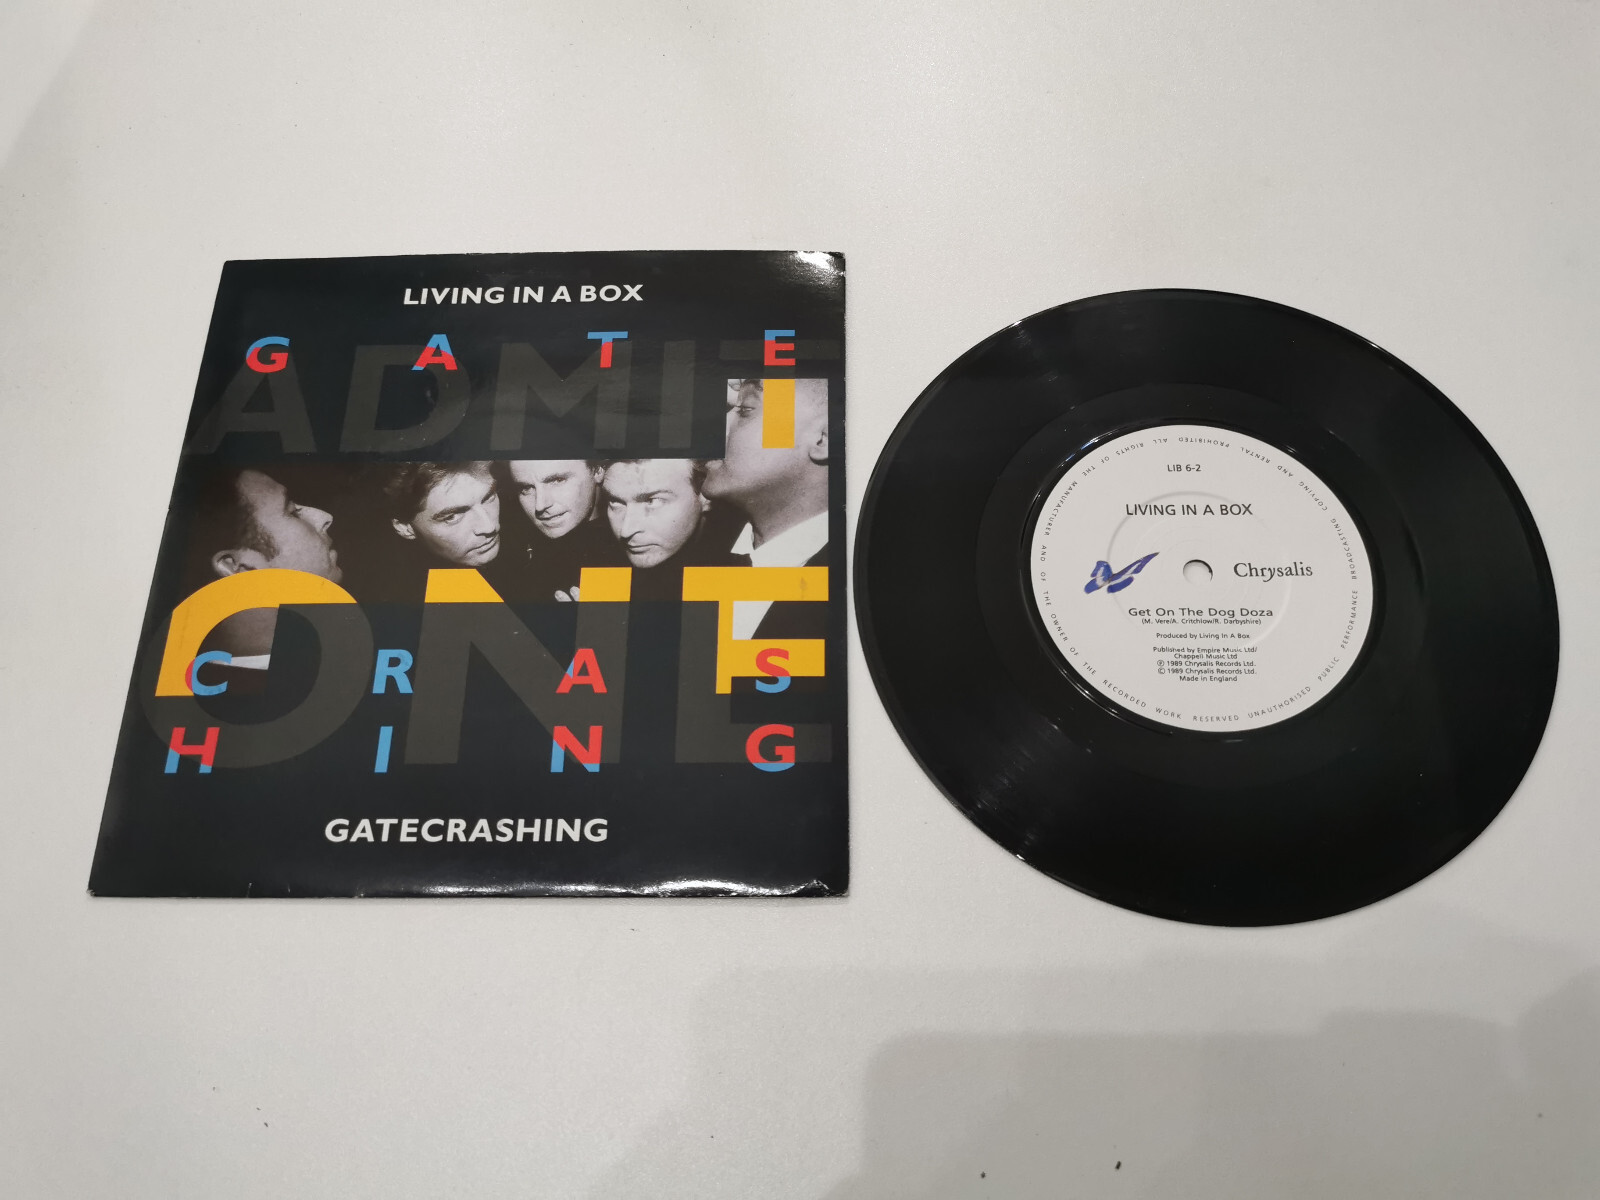 LIVING IN A BOX
GATE
ADMIT
ONE
CRAS
HING
GATECRASHING
LIB 6-2
LIVING IN A BOX
Chrysalis
Get On The Dog Doza
(M. Vere/A. Critchlow/R. Darbyshire)
Produced by Living In A Box
Published by Empire Music Ltd/
Chappell Music Ltd
Ⓟ 1989 Chrysalis Records Ltd.
© 1989 Chrysalis Records Ltd.
Made in England
ALL RIGHTS OF THE MANUFACTURER AND OF THE OWNER OF THE RECORDED WORK RESERVED UNAUTHORISED PUBLIC PERFORMANCE BROADCASTING COPYING AND RENTAL PROHIBITED